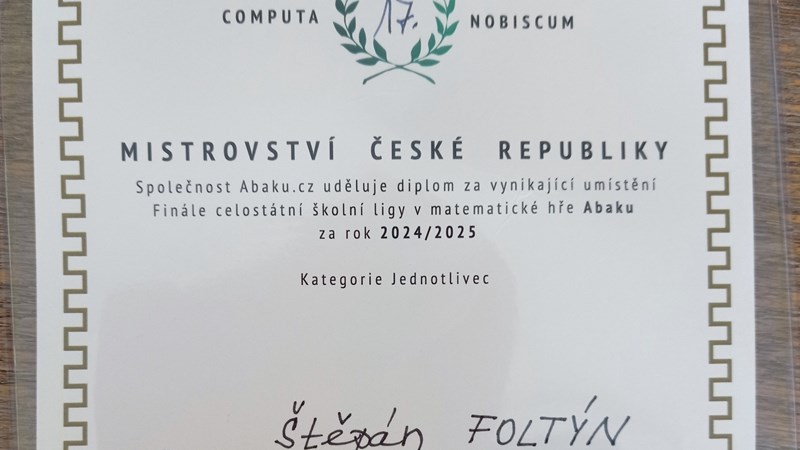 COMPUTA 17. NOBISCUM
MISTROVSTVÍ ČESKÉ REPUBLIKY
Společnost Abaku.cz uděluje diplom za vynikající umístění
Finále celostátní školní ligy v matematické hře Abaku
za rok 2024/2025
Kategorie Jednotlivec
Štěpán FOLTÝN